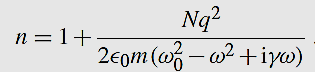 n = 1 + \frac{Nq^2}{2\epsilon_0 m(\omega_0^2 - \omega^2 + i\gamma\omega)}.